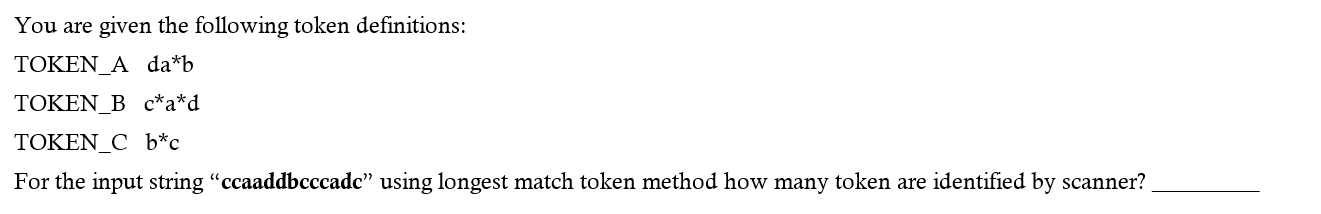 You are given the following token definitions:
TOKEN_A da*b
TOKEN_B c*a*d
TOKEN_C b*c
For the input string “ccaaddbcccadc” using longest match token method how many token are identified by scanner? _________